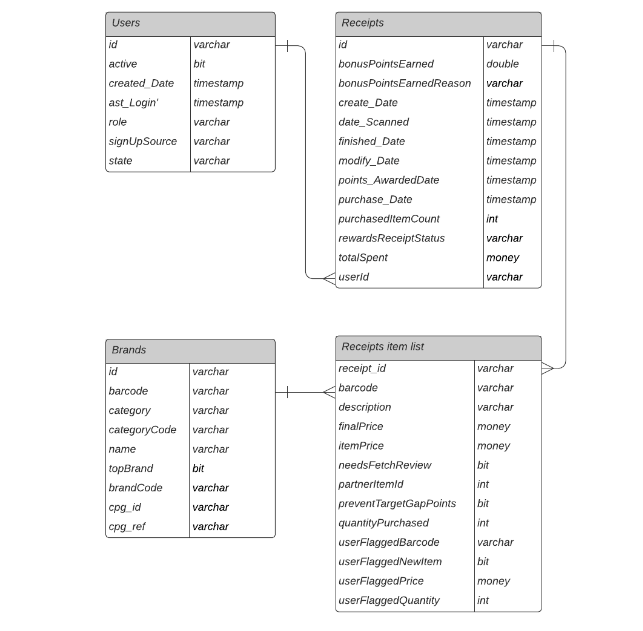 Users
id varchar
active bit
created_Date timestamp
ast_Login' timestamp
role varchar
signUpSource varchar
state varchar
Receipts
id varchar
bonusPointsEarned double
bonusPointsEarnedReason varchar
create_Date timestamp
date_Scanned timestamp
finished_Date timestamp
modify_Date timestamp
points_AwardedDate timestamp
purchase_Date timestamp
purchasedItemCount int
rewardsReceiptStatus varchar
totalSpent money
userId varchar
Brands
id varchar
barcode varchar
category varchar
categoryCode varchar
name varchar
topBrand bit
brandCode varchar
cpg_id varchar
cpg_ref varchar
Receipts item list
receipt_id varchar
barcode varchar
description varchar
finalPrice money
itemPrice money
needsFetchReview bit
partnerItemId int
preventTargetGapPoints bit
quantityPurchased int
userFlaggedBarcode varchar
userFlaggedNewItem bit
userFlaggedPrice money
userFlaggedQuantity int